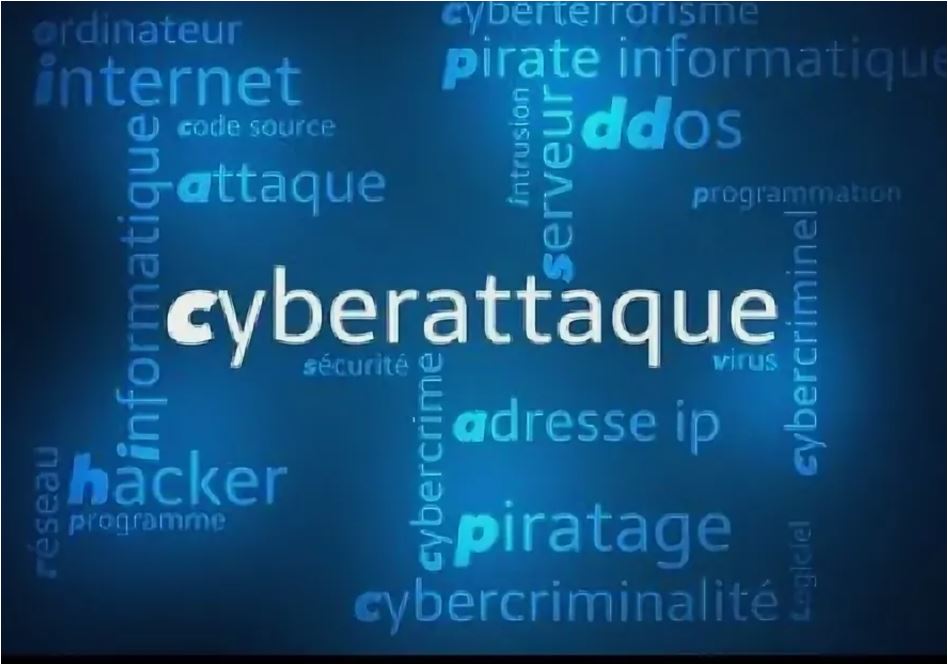 cyberterrorisme
ordinateur
pirate informatique
internet
intrusion
serveur
ddos
code source
informatique
attaque
programmation
cybercriminel
cyberattaque
sécurité
virus
cybercrime
adresse ip
réseau
hacker
programme
piratage
Logiciel
cybercriminalité